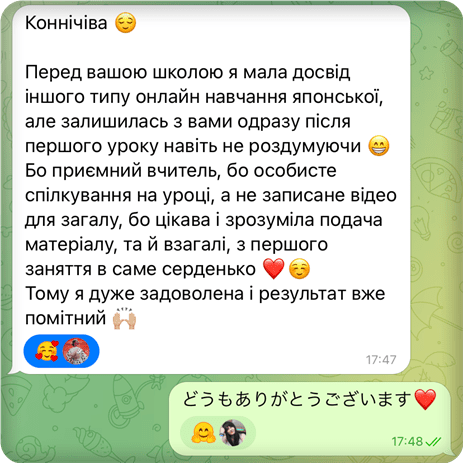 Коннічіва 😌
Перед вашою школою я мала досвід
іншого типу онлайн навчання японської,
але залишилась з вами одразу після
першого уроку навіть не роздумуючи 😁
Бо приємний вчитель, бо особисте
спілкування на уроці, а не записане відео
для загалу, бо цікава і зрозуміла подача
матеріалу, та й взагалі, з першого
заняття в саме серденько ❤️☺️
Тому я дуже задоволена і результат вже
помітний 🙌🏼
17:47
どうもありがとうございます❤️
17:48